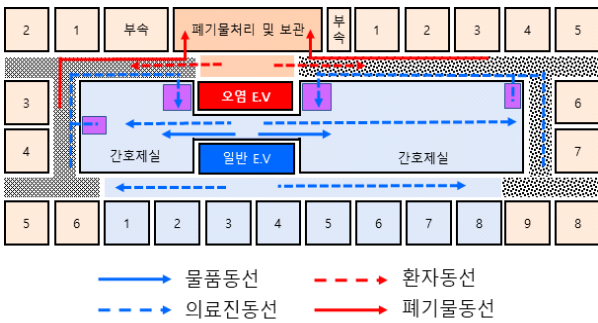 2 1 부속 폐기물처리 및 보관 부속 1 2 3 4 5
3 오염 E.V 6
4 간호제실 일반 E.V 간호제실 7
5 6 1 2 3 4 5 6 7 8 9 8
물품동선 환자동선
의료진동선 폐기물동선